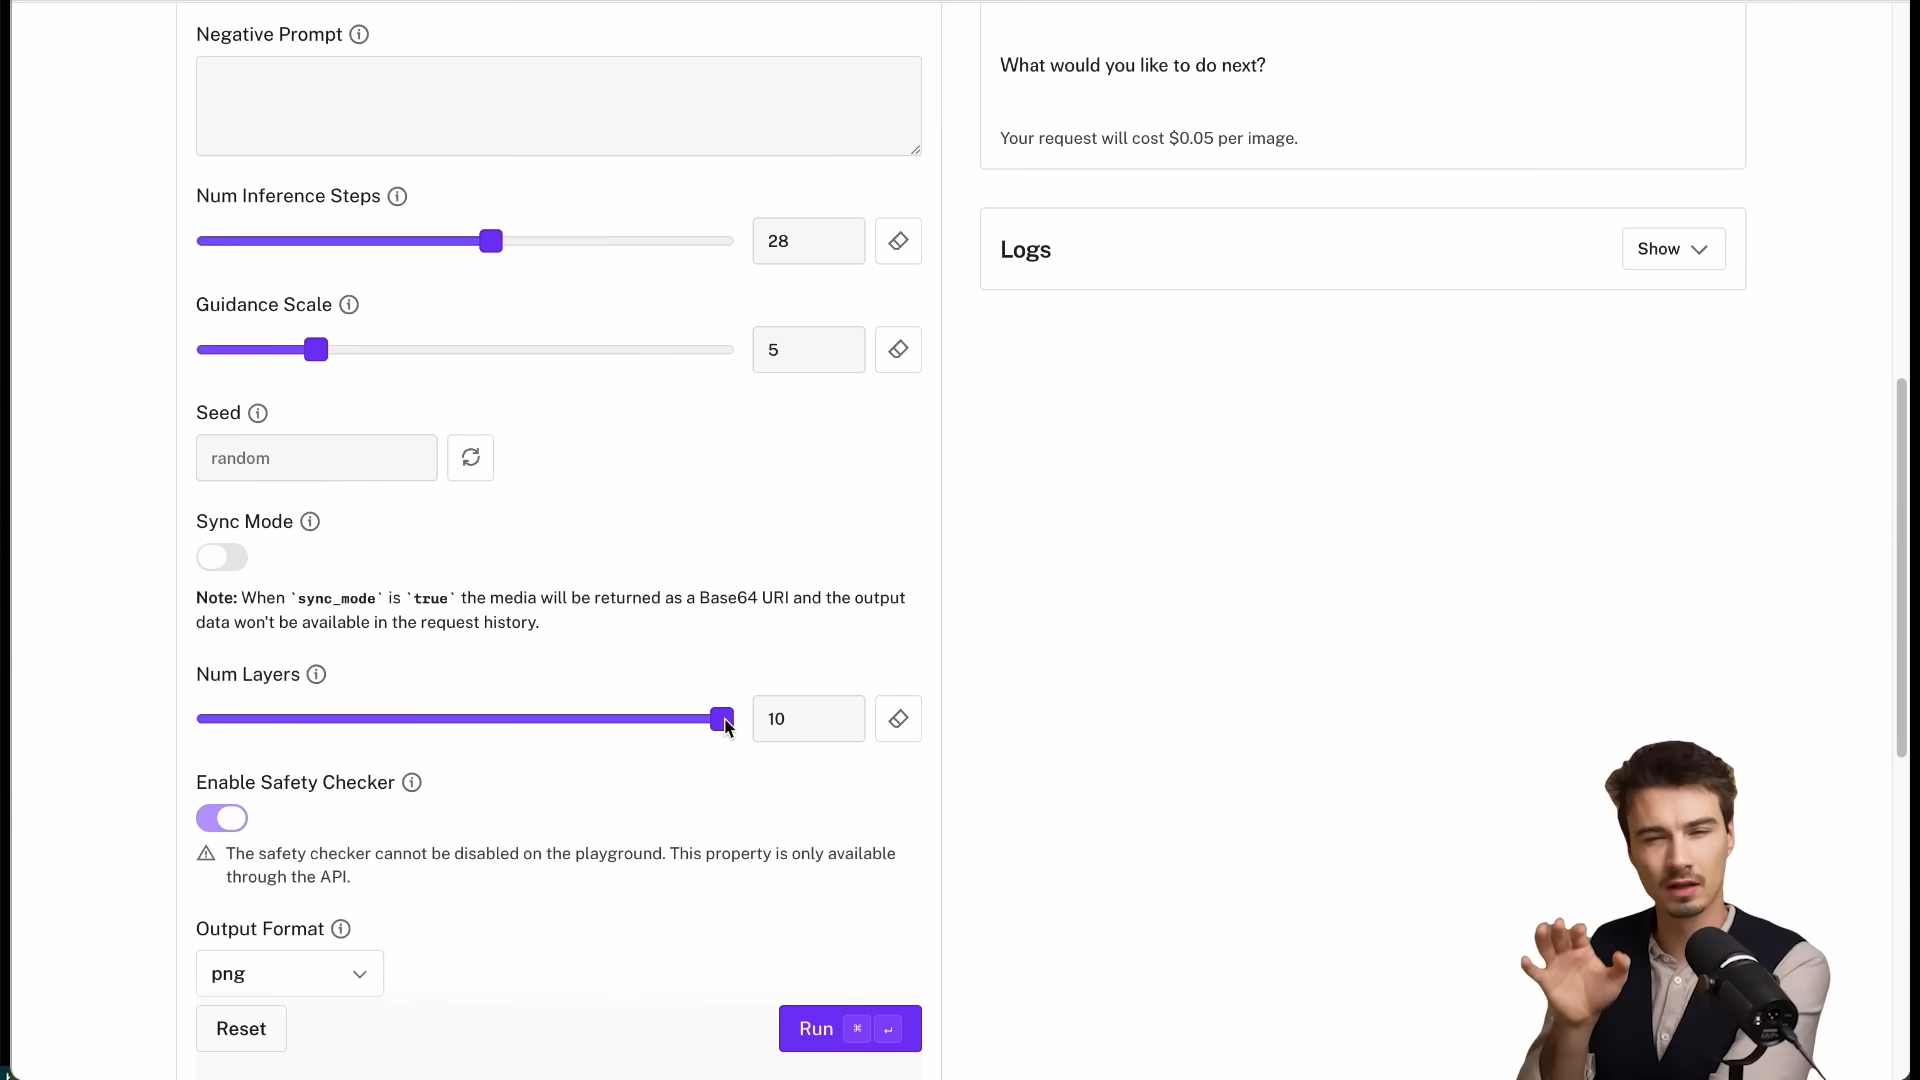 Negative Prompt
Num Inference Steps
28
Guidance Scale
5
Seed
random
Sync Mode
Note: When `sync_mode` is `true` the media will be returned as a Base64 URI and the output
data won't be available in the request history.
Num Layers
10
Enable Safety Checker
The safety checker cannot be disabled on the playground. This property is only available
through the API.
Output Format
png
Reset
Run ⌘ ↵
What would you like to do next?
Your request will cost $0.05 per image.
Logs
Show